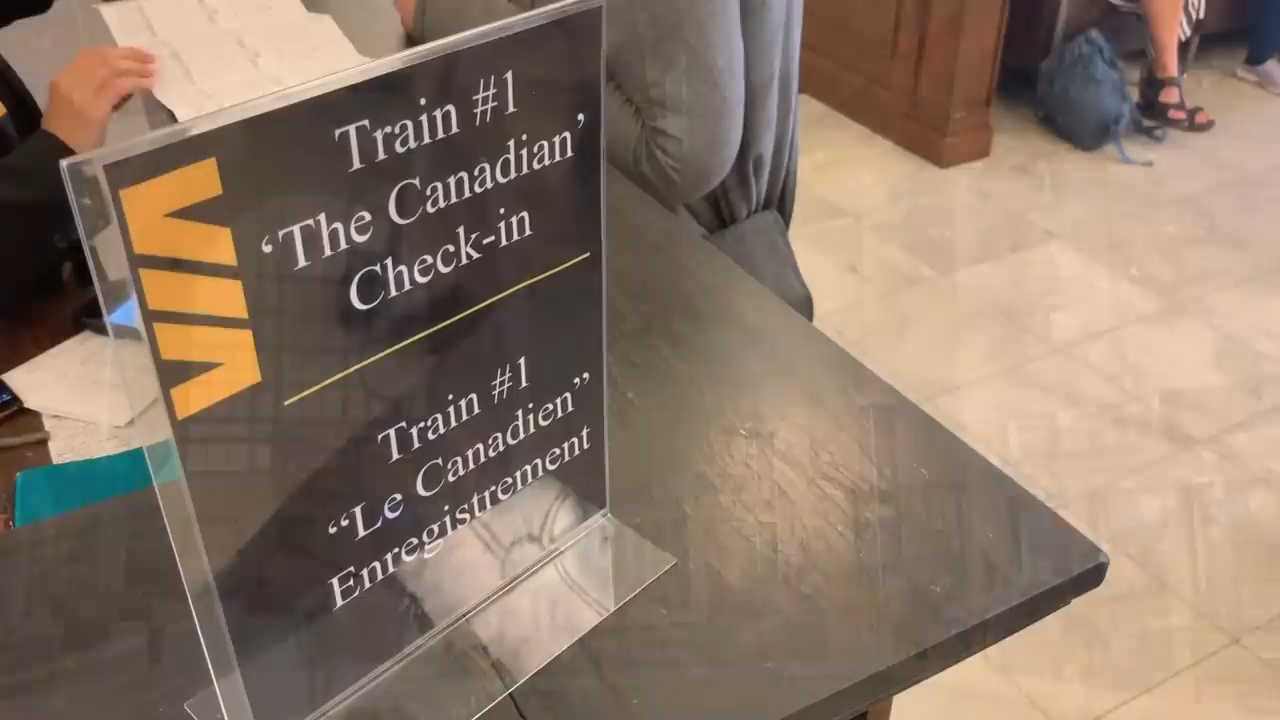 VIA
Train #1
‘The Canadian’
Check-in
Train #1
“Le Canadien”
Enregistrement